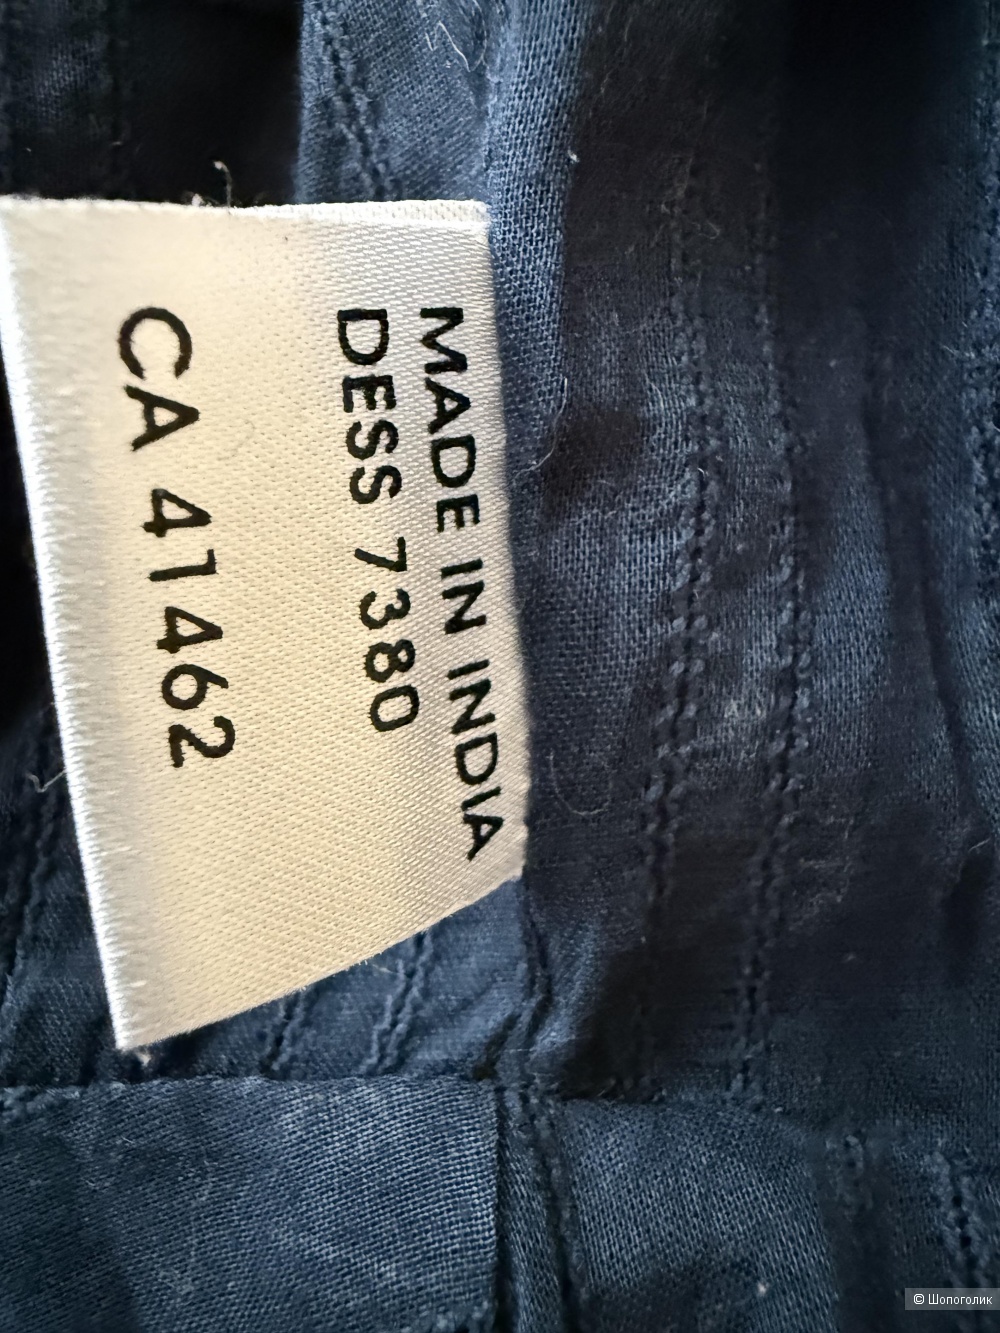 MADE IN INDIA
DESS 7380
CA 41462
© Шопоголик